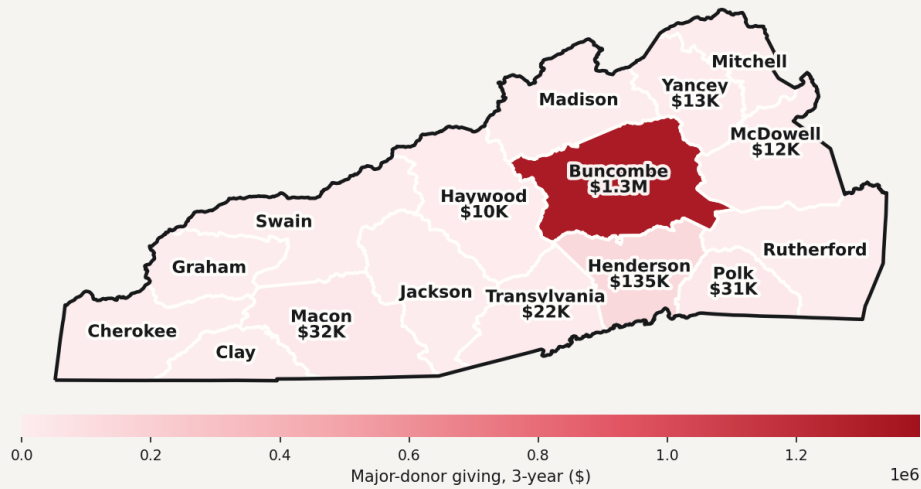 Mitchell
Yancey
$13K
Madison
McDowell
$12K
Buncombe
$1.3M
Haywood
$10K
Swain
Rutherford
Graham
Henderson
$135K
Polk
$31K
Jackson
Transylvania
$22K
Macon
$32K
Cherokee
Clay
0.0 0.2 0.4 0.6 0.8 1.0 1.2
Major-donor giving, 3-year ($)
1e6